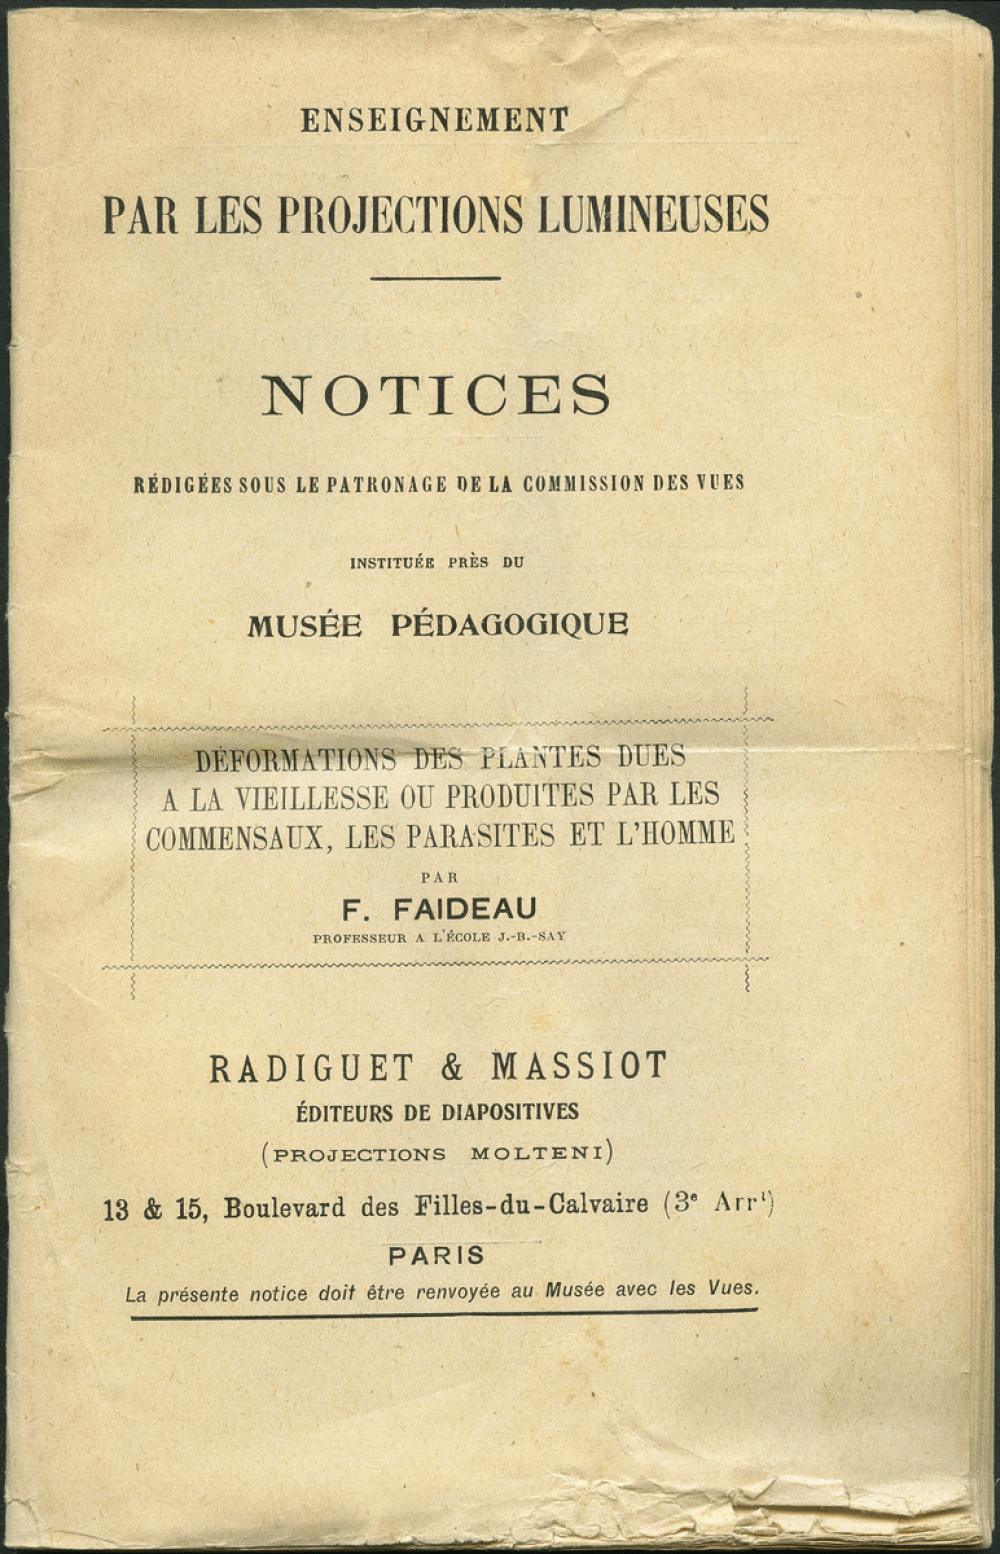 ENSEIGNEMENT
PAR LES PROJECTIONS LUMINEUSES
NOTICES
RÉDIGÉES SOUS LE PATRONAGE DE LA COMMISSION DES VUES
INSTITUÉE PRÈS DU
MUSÉE PÉDAGOGIQUE
DÉFORMATIONS DES PLANTES DUES
A LA VIEILLESSE OU PRODUITES PAR LES
COMMENSAUX, LES PARASITES ET L'HOMME
PAR
F. FAIDEAU
PROFESSEUR A L'ÉCOLE J.-B.-SAY
RADIGUET & MASSIOT
ÉDITEURS DE DIAPOSITIVES
(PROJECTIONS MOLTENI)
13 & 15, Boulevard des Filles-du-Calvaire (3e Arrt)
PARIS
La présente notice doit être renvoyée au Musée avec les Vues.